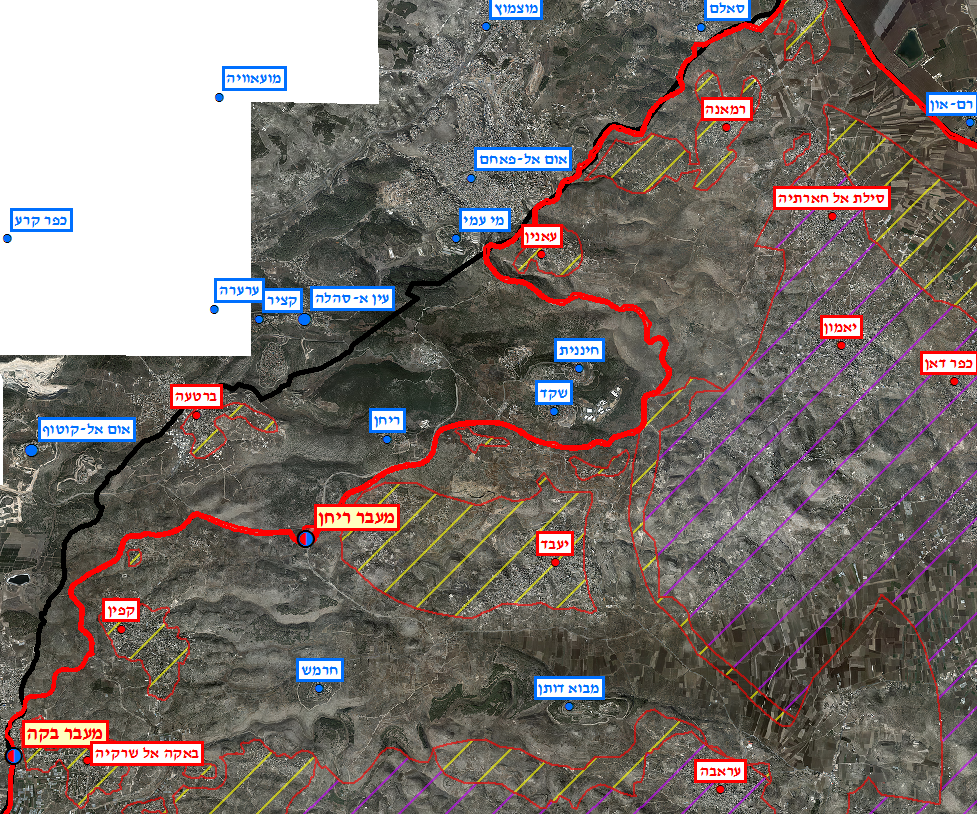 מוצמוץ
סאלם
מועאוויה
רם-און
רמאנה
אום אל-פאחם
סילת אל חארתיה
כפר קרע
מי עמי
עאנין
ערערה
קציר
עין א-סהלה
יאמון
חיננית
כפר דאן
שקד
ברטעה
ריחן
אום אל-קוטוף
מעבר ריחן
יעבד
קפין
חרמש
מבוא דותן
מעבר בקה
באקה אל שרקיה
עראבה